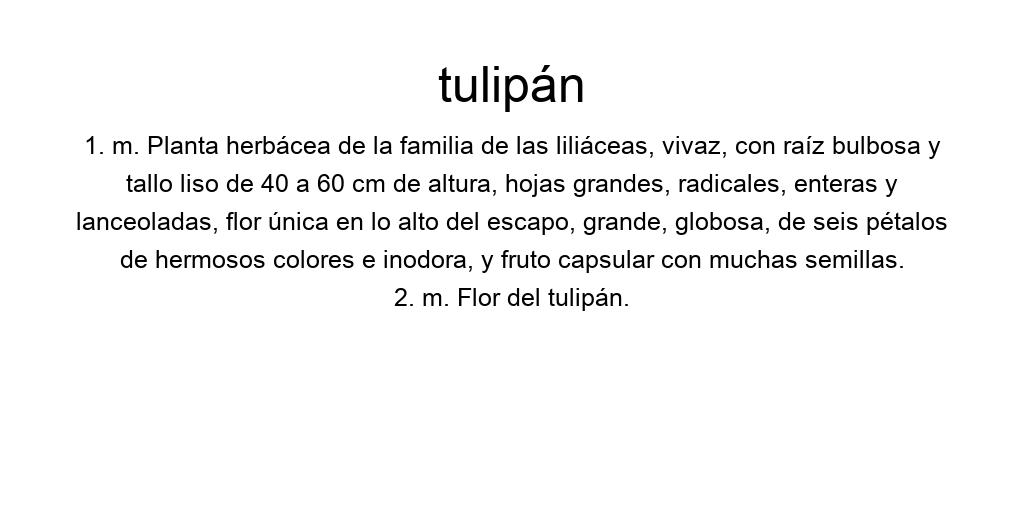 tulipán
1. m. Planta herbácea de la familia de las liliáceas, vivaz, con raíz bulbosa y
tallo liso de 40 a 60 cm de altura, hojas grandes, radicales, enteras y
lanceoladas, flor única en lo alto del escapo, grande, globosa, de seis pétalos
de hermosos colores e inodora, y fruto capsular con muchas semillas.
2. m. Flor del tulipán.